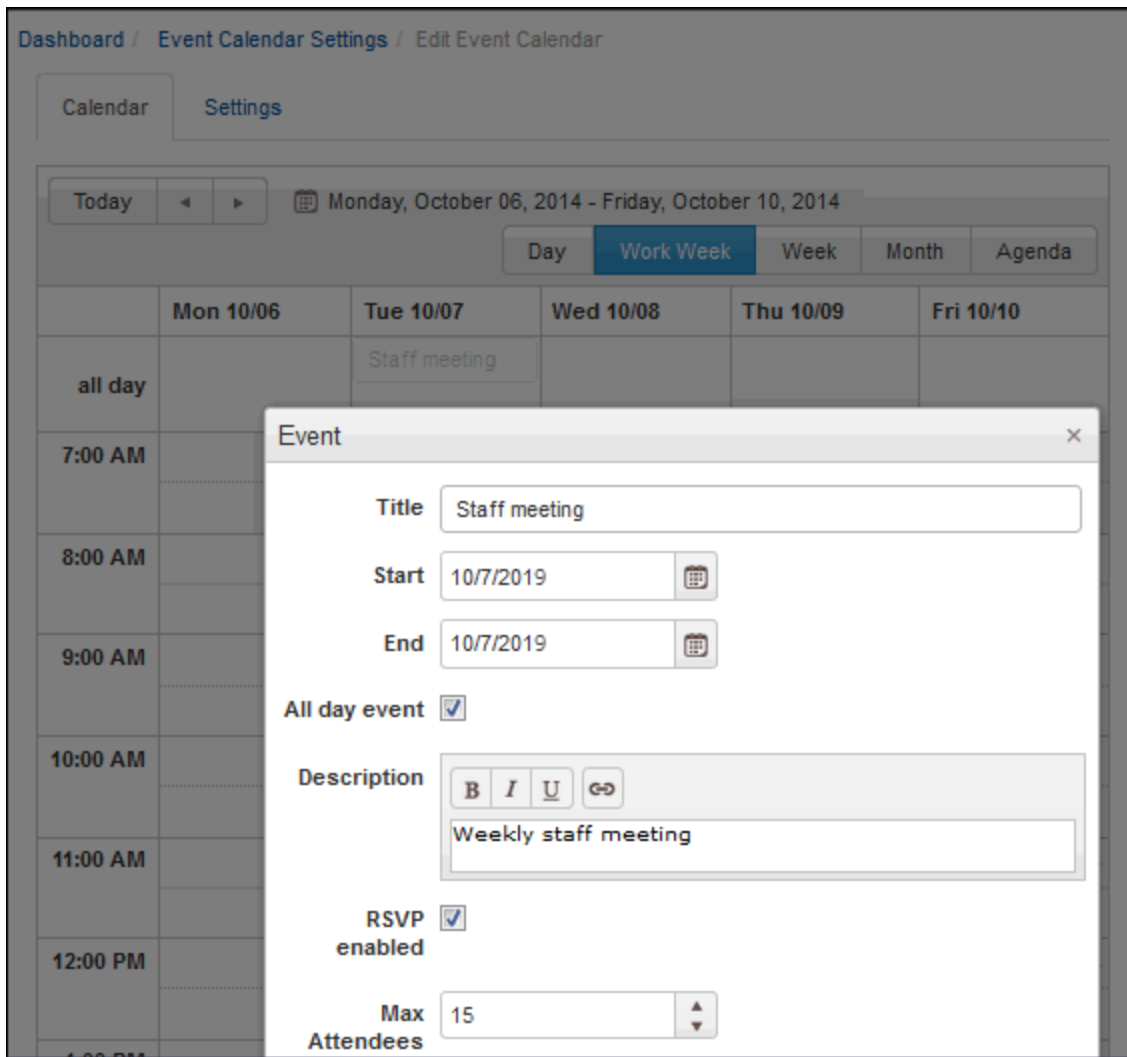 Dashboard / Event Calendar Settings / Edit Event Calendar
Calendar Settings
Today Monday, October 06, 2014 - Friday, October 10, 2014
Day Work Week Week Month Agenda
Mon 10/06 Tue 10/07 Wed 10/08 Thu 10/09 Fri 10/10
Staff meeting
all day
Event ×
7:00 AM
Title Staff meeting
8:00 AM
Start 10/7/2019
End 10/7/2019
9:00 AM
All day event
10:00 AM
Description
B I U
Weekly staff meeting
11:00 AM
RSVP
enabled
12:00 PM
Max 15
Attendees